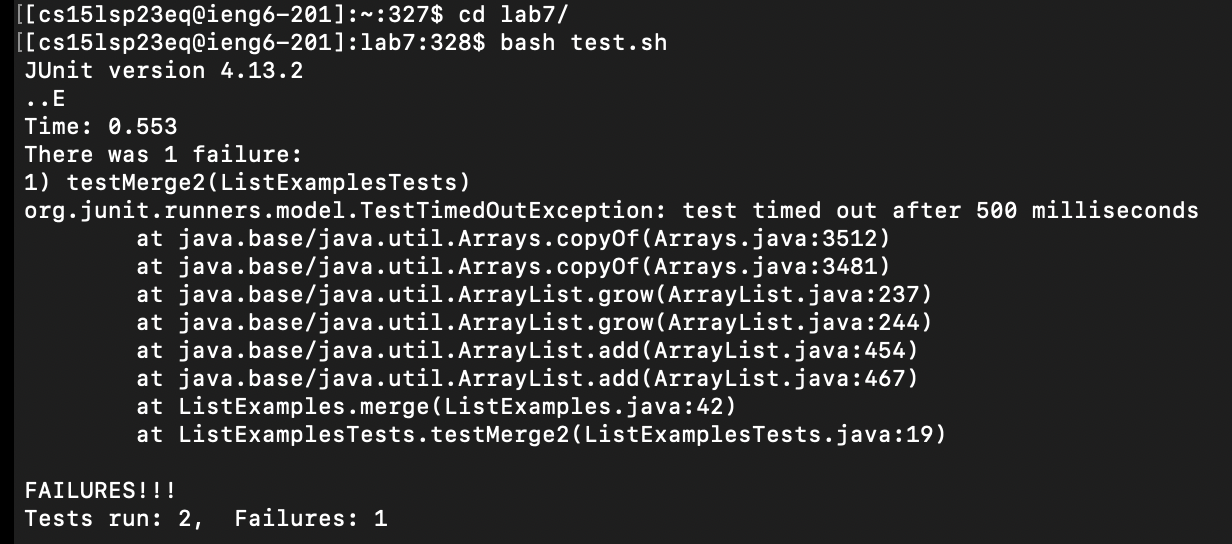 [[cs15lsp23eq@ieng6-201]:~:327$ cd lab7/
[[cs15lsp23eq@ieng6-201]:lab7:328$ bash test.sh
JUnit version 4.13.2
..E
Time: 0.553
There was 1 failure:
1) testMerge2(ListExamplesTests)
org.junit.runners.model.TestTimedOutException: test timed out after 500 milliseconds
        at java.base/java.util.Arrays.copyOf(Arrays.java:3512)
        at java.base/java.util.Arrays.copyOf(Arrays.java:3481)
        at java.base/java.util.ArrayList.grow(ArrayList.java:237)
        at java.base/java.util.ArrayList.grow(ArrayList.java:244)
        at java.base/java.util.ArrayList.add(ArrayList.java:454)
        at java.base/java.util.ArrayList.add(ArrayList.java:467)
        at ListExamples.merge(ListExamples.java:42)
        at ListExamplesTests.testMerge2(ListExamplesTests.java:19)

FAILURES!!!
Tests run: 2,  Failures: 1